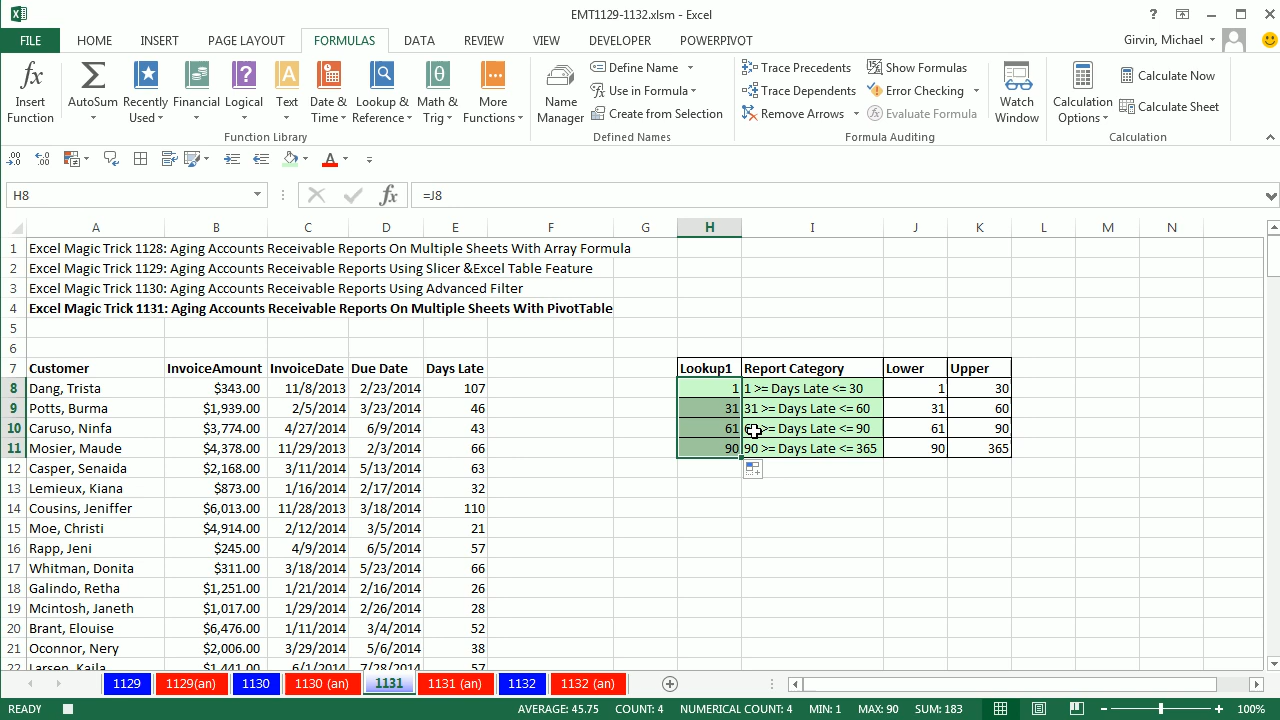 EMT1129-1132.xlsm - Excel
FILE HOME INSERT PAGE LAYOUT FORMULAS DATA REVIEW VIEW DEVELOPER POWERPIVOT Girvin, Michael
Insert Function
AutoSum
Recently Used
Financial
Logical
Text
Date & Time
Lookup & Reference
Math & Trig
More Functions
Function Library
Name Manager
Define Name
Use in Formula
Create from Selection
Defined Names
Trace Precedents
Trace Dependents
Remove Arrows
Show Formulas
Error Checking
Evaluate Formula
Formula Auditing
Watch Window
Calculation Options
Calculate Now
Calculate Sheet
Calculation
H8 fx =J8
A B C D E F G H I J K L M N
1 Excel Magic Trick 1128: Aging Accounts Receivable Reports On Multiple Sheets With Array Formula
2 Excel Magic Trick 1129: Aging Accounts Receivable Reports Using Slicer &Excel Table Feature
3 Excel Magic Trick 1130: Aging Accounts Receivable Reports Using Advanced Filter
4 Excel Magic Trick 1131: Aging Accounts Receivable Reports On Multiple Sheets With PivotTable
5
6
7 Customer InvoiceAmount InvoiceDate Due Date Days Late Lookup1 Report Category Lower Upper
8 Dang, Trista $343.00 11/8/2013 2/23/2014 107 1 1 >= Days Late <= 30 1 30
9 Potts, Burma $1,939.00 2/5/2014 3/23/2014 46 31 31 >= Days Late <= 60 31 60
10 Caruso, Ninfa $3,774.00 4/27/2014 6/9/2014 43 61 >= Days Late <= 90 61 90
11 Mosier, Maude $4,378.00 11/29/2013 2/3/2014 66 90 90 >= Days Late <= 365 90 365
12 Casper, Senaida $2,168.00 3/11/2014 5/13/2014 63
13 Lemieux, Kiana $873.00 1/16/2014 2/17/2014 32
14 Cousins, Jeniffer $6,013.00 11/28/2013 3/18/2014 110
15 Moe, Christi $4,914.00 2/12/2014 3/5/2014 21
16 Rapp, Jeni $245.00 4/9/2014 6/5/2014 57
17 Whitman, Donita $311.00 3/18/2014 5/23/2014 66
18 Galindo, Retha $1,251.00 1/21/2014 2/16/2014 26
19 Mcintosh, Janeth $1,017.00 1/29/2014 2/26/2014 28
20 Brant, Elouise $6,476.00 1/11/2014 3/4/2014 52
21 Oconnor, Nery $2,006.00 3/29/2014 5/6/2014 38
22 Larsen, Kaila $1,441.00 6/1/2014 7/28/2014 57
1129 1129(an) 1130 1130 (an) 1131 1131 (an) 1132 1132 (an)
READY AVERAGE: 45.75 COUNT: 4 NUMERICAL COUNT: 4 MIN: 1 MAX: 90 SUM: 183 100%